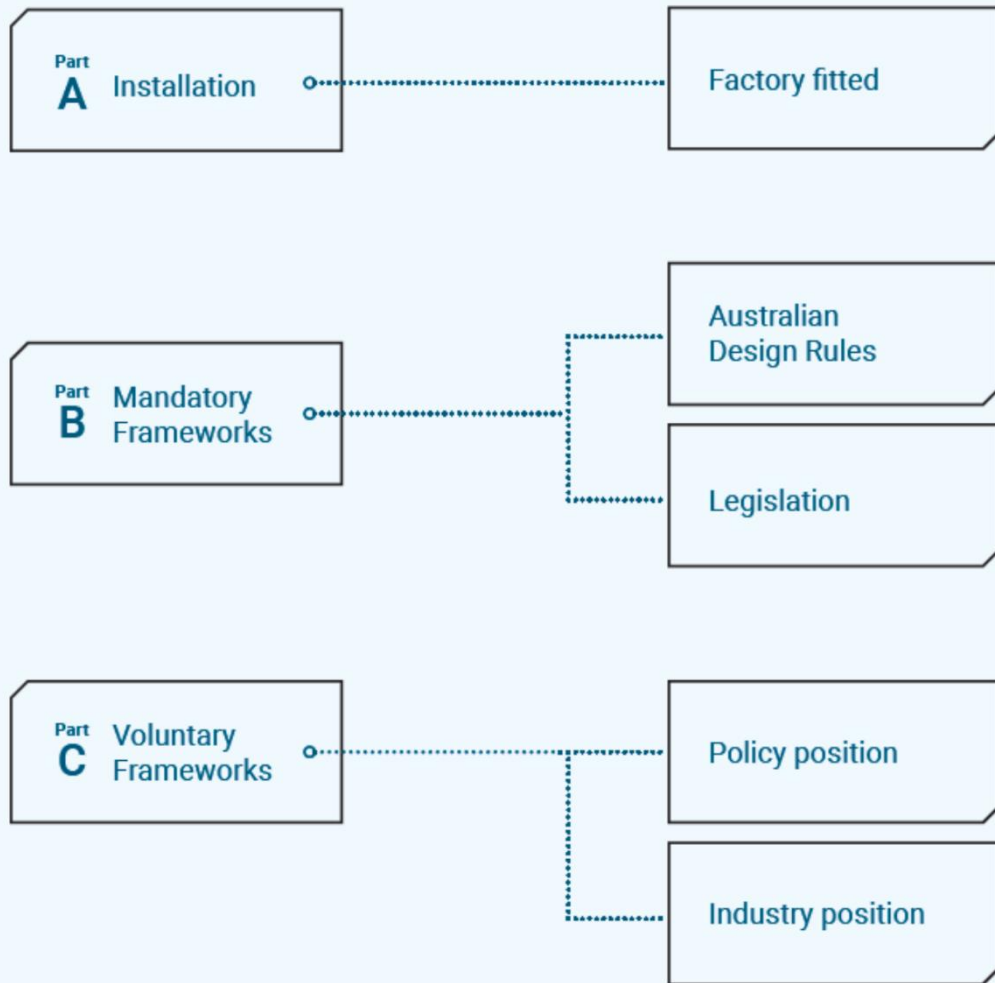 Part
A
Installation
Factory fitted
Part
B
Mandatory
Frameworks
Australian
Design Rules
Legislation
Part
C
Voluntary
Frameworks
Policy position
Industry position